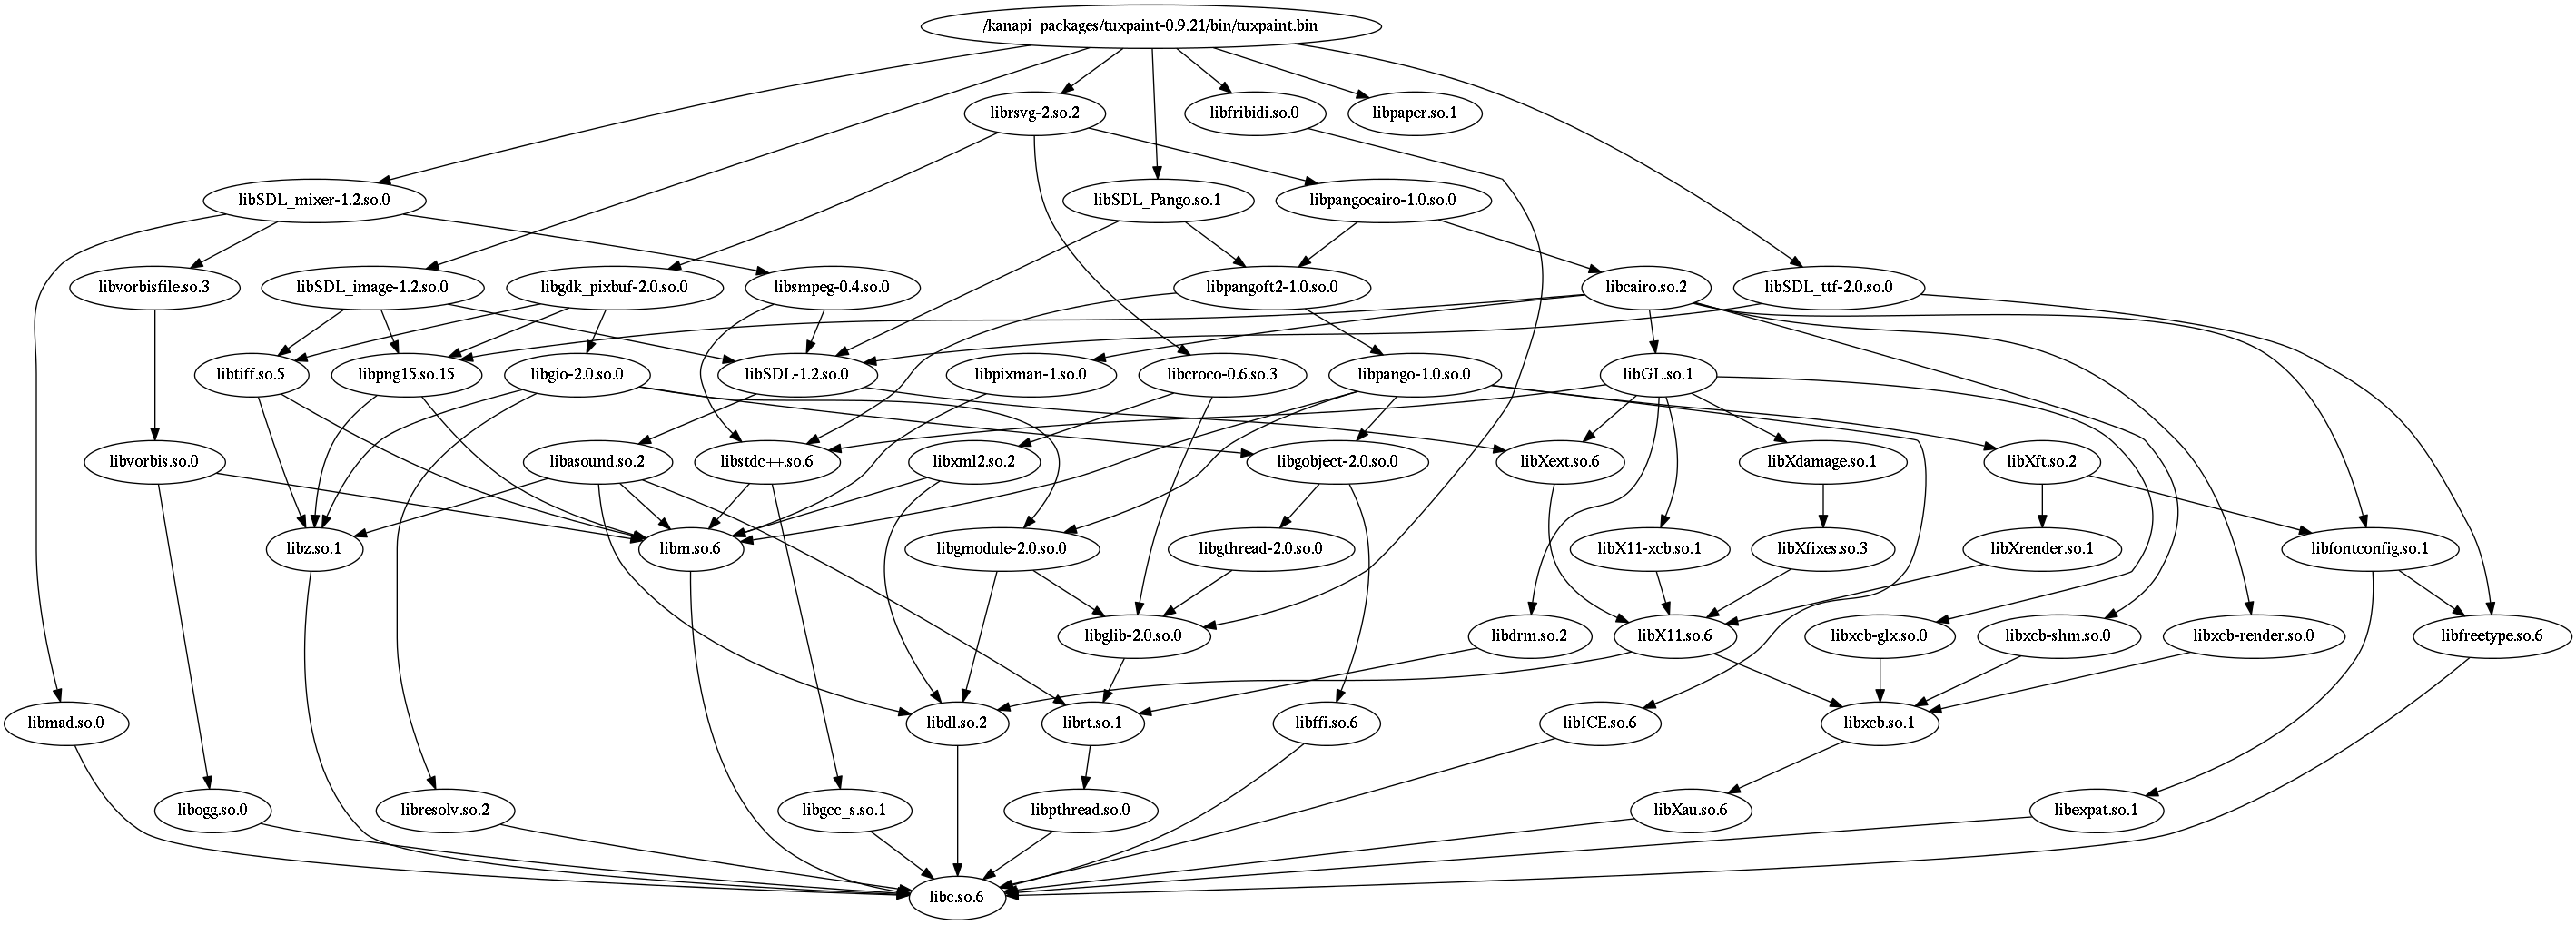 /kanapi_packages/tuxpaint-0.9.21/bin/tuxpaint.bin
librsvg-2.so.2
libfribidi.so.0
libpaper.so.1
libSDL_mixer-1.2.so.0
libSDL_Pango.so.1
libpangocairo-1.0.so.0
libvorbisfile.so.3
libSDL_image-1.2.so.0
libgdk_pixbuf-2.0.so.0
libsmpeg-0.4.so.0
libpangoft2-1.0.so.0
libcairo.so.2
libSDL_ttf-2.0.so.0
libtiff.so.5
libpng15.so.15
libgio-2.0.so.0
libSDL-1.2.so.0
libpixman-1.so.0
libcroco-0.6.so.3
libpango-1.0.so.0
libGL.so.1
libvorbis.so.0
libasound.so.2
libstdc++.so.6
libxml2.so.2
libgobject-2.0.so.0
libXext.so.6
libXdamage.so.1
libXft.so.2
libz.so.1
libm.so.6
libgmodule-2.0.so.0
libgthread-2.0.so.0
libX11-xcb.so.1
libXfixes.so.3
libXrender.so.1
libfontconfig.so.1
libglib-2.0.so.0
libdrm.so.2
libX11.so.6
libxcb-glx.so.0
libxcb-shm.so.0
libxcb-render.so.0
libfreetype.so.6
libmad.so.0
libdl.so.2
librt.so.1
libffi.so.6
libICE.so.6
libxcb.so.1
libogg.so.0
libresolv.so.2
libgcc_s.so.1
libpthread.so.0
libXau.so.6
libexpat.so.1
libc.so.6